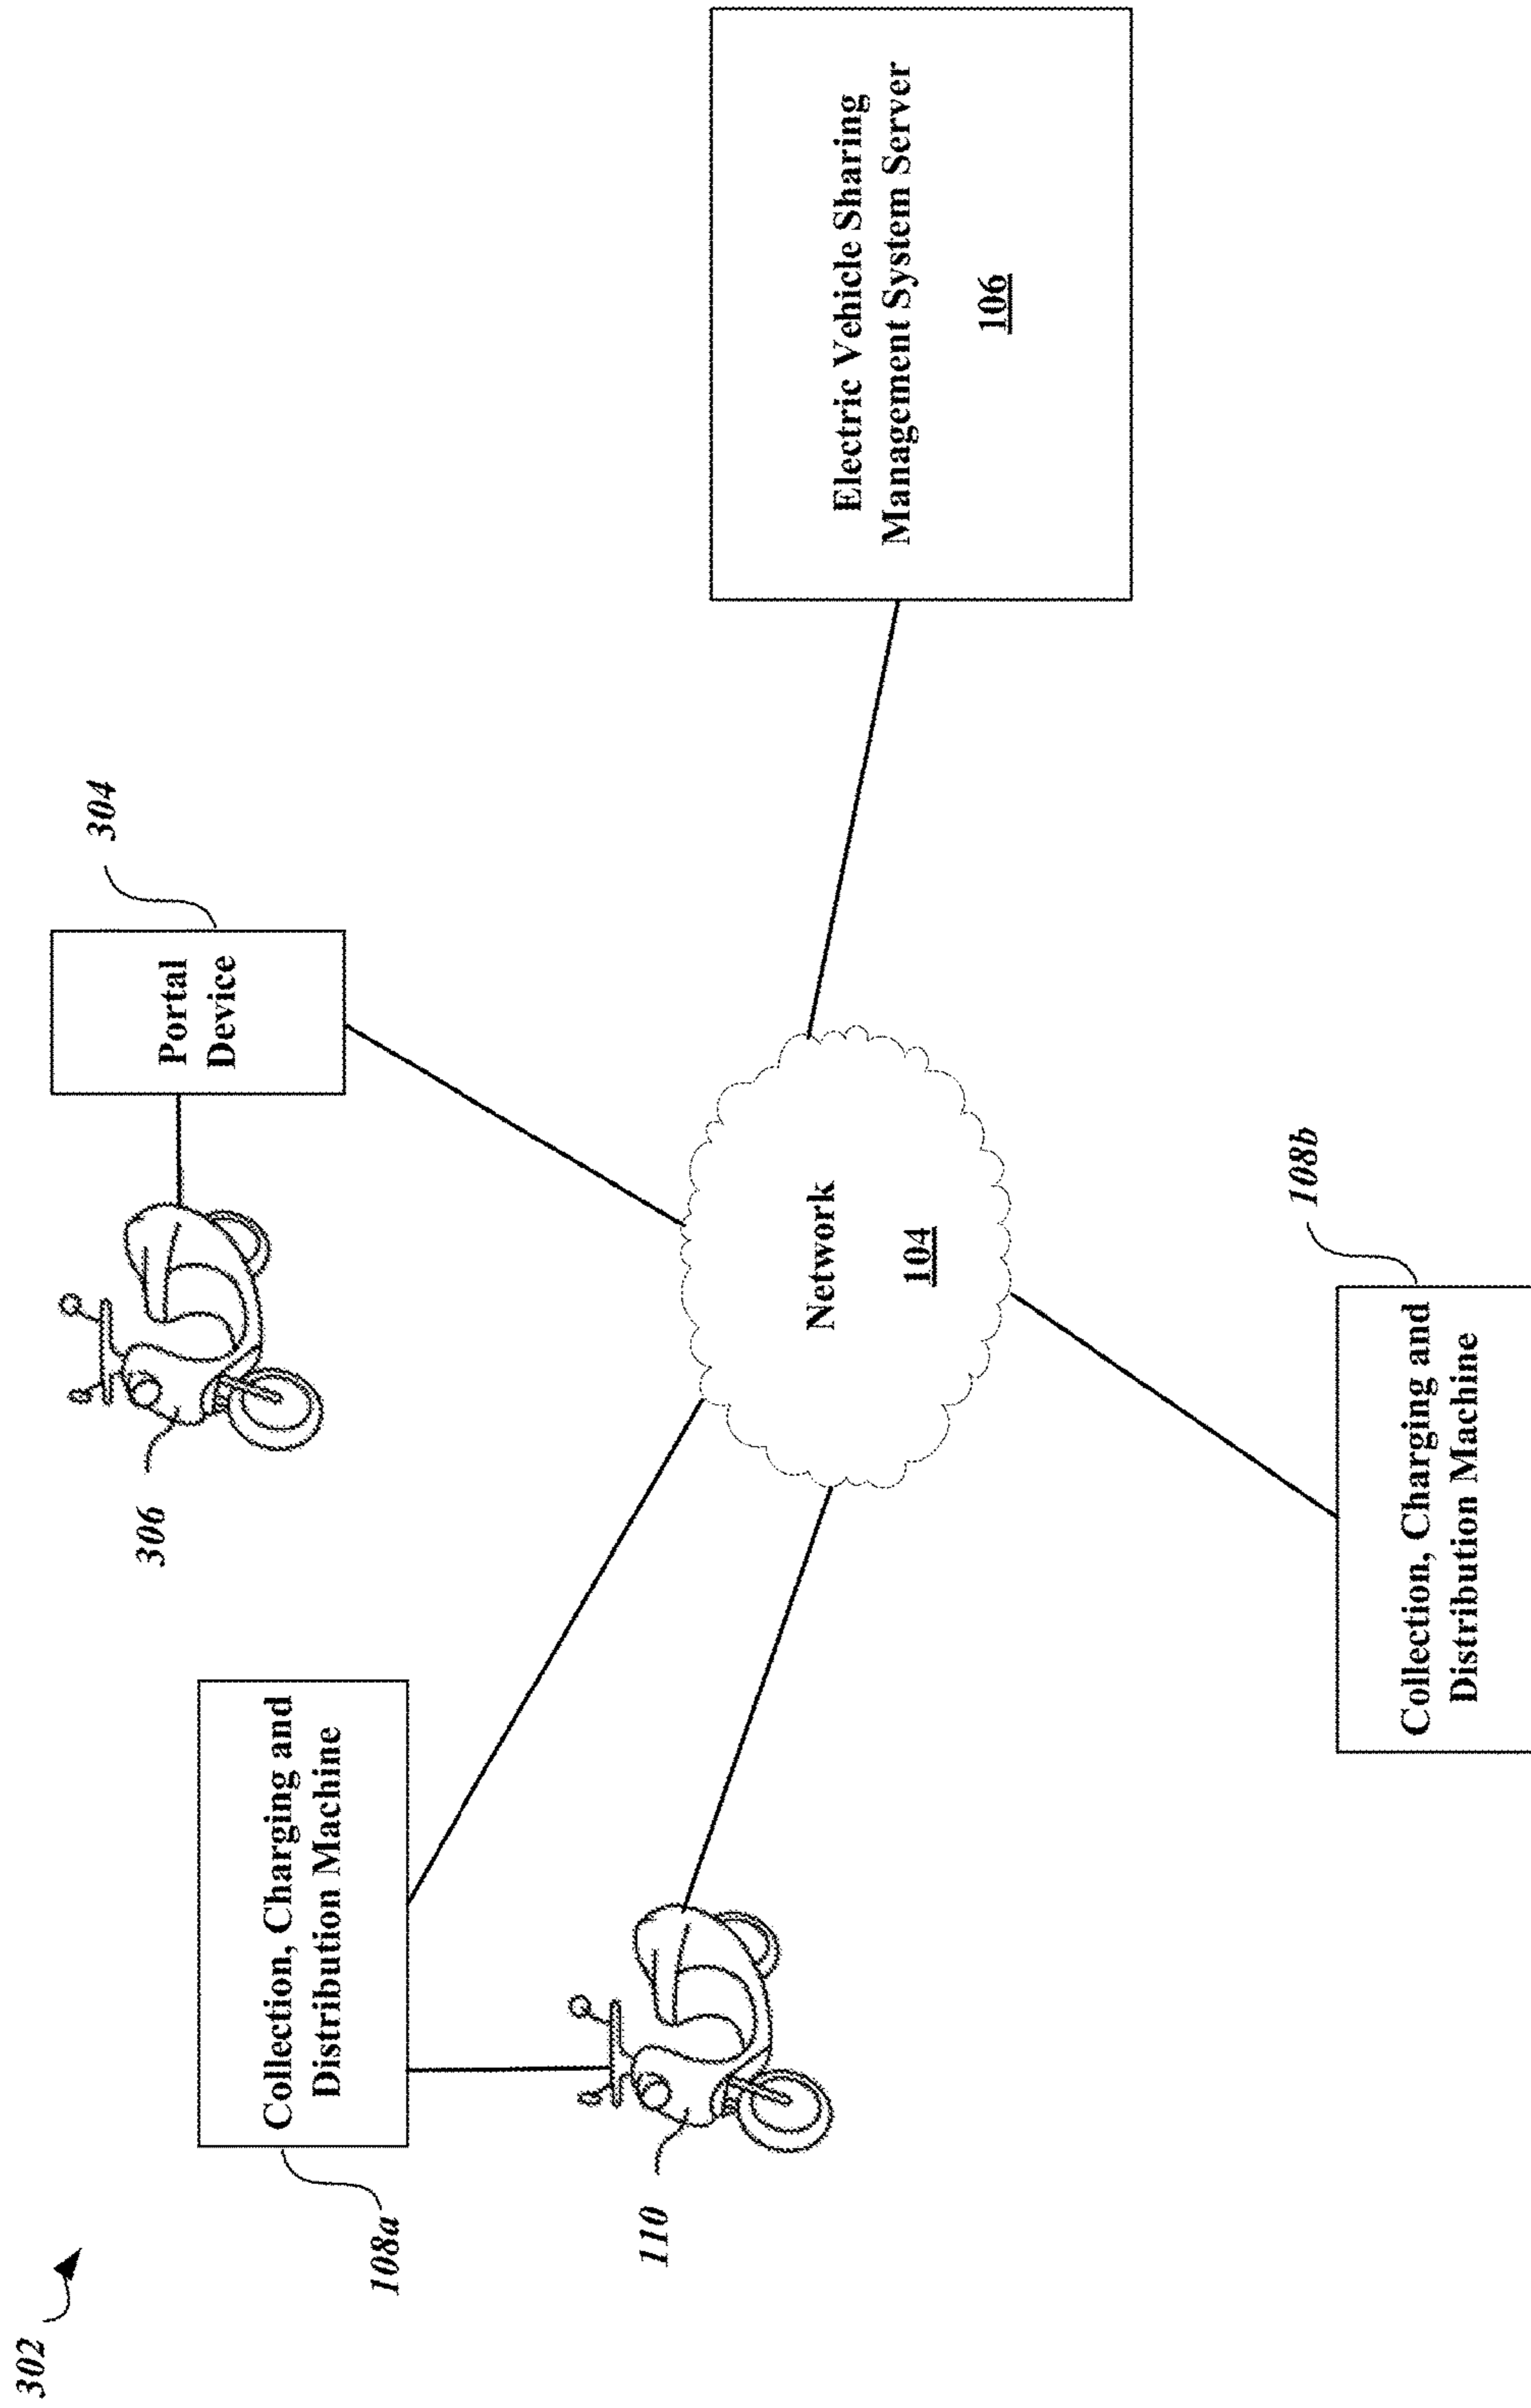 302
108a
Collection, Charging and
Distribution Machine
306
Portal
Device
304
110
Network
104
Electric Vehicle Sharing
Management System Server
106
108b
Collection, Charging and
Distribution Machine